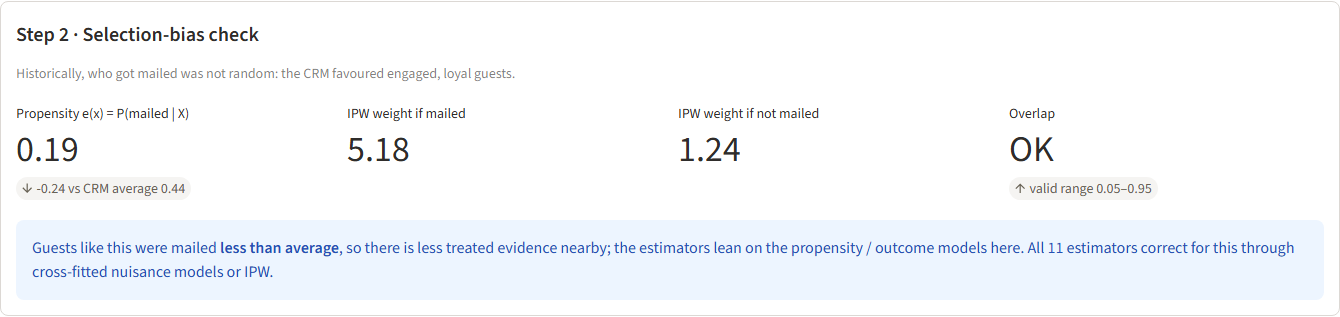 Step 2 · Selection-bias check
Historically, who got mailed was not random: the CRM favoured engaged, loyal guests.
Propensity e(x) = P(mailed | X)
IPW weight if mailed
IPW weight if not mailed
Overlap
0.19
5.18
1.24
OK
↓ -0.24 vs CRM average 0.44
↑ valid range 0.05–0.95
Guests like this were mailed less than average, so there is less treated evidence nearby; the estimators lean on the propensity / outcome models here. All 11 estimators correct for this through
cross-fitted nuisance models or IPW.